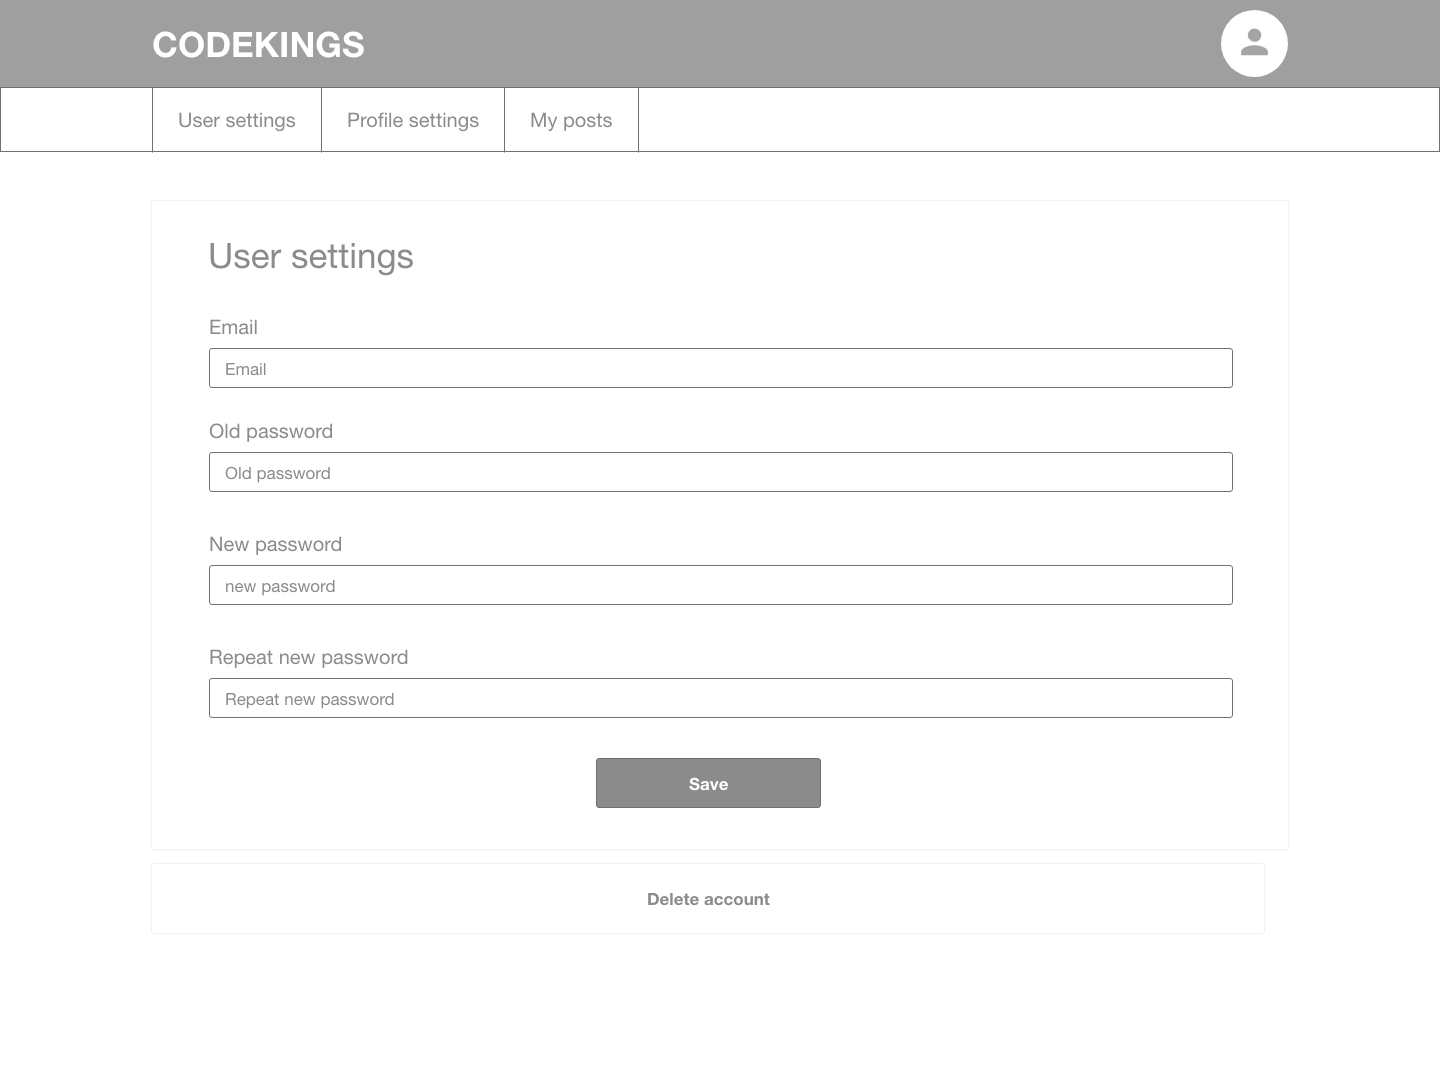 CODEKINGS
User settings
Profile settings
My posts
User settings
Email
Email
Old password
Old password
New password
new password
Repeat new password
Repeat new password
Save
Delete account